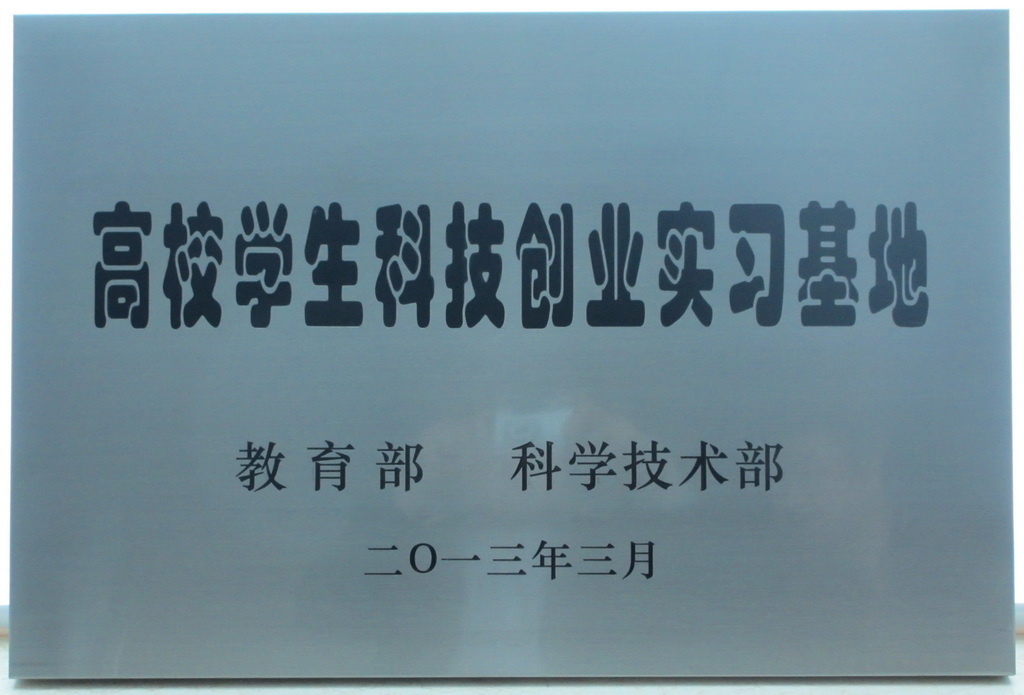 高校学生科技创业实习基地
教育部 科学技术部
二〇一三年三月